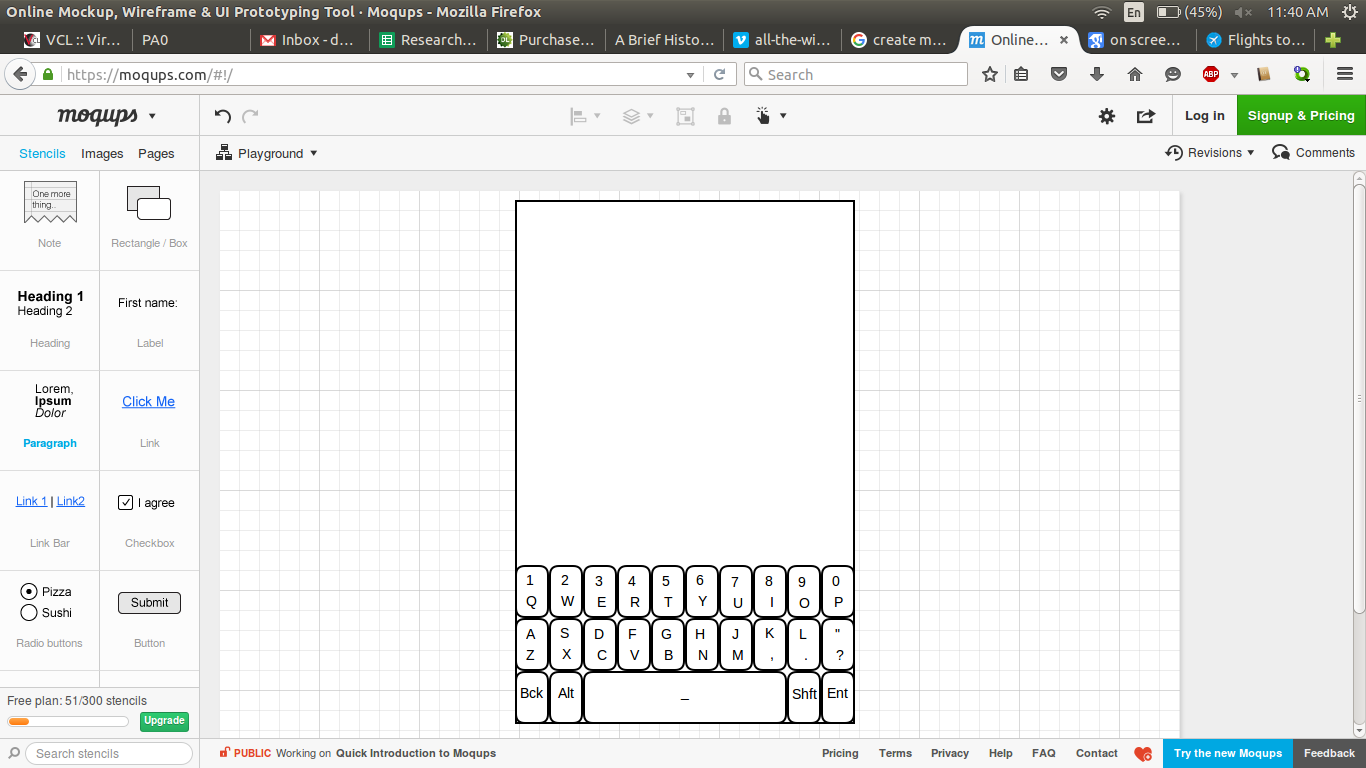 Online Mockup, Wireframe & UI Prototyping Tool · Moqups - Mozilla Firefox
En (45%) 11:40 AM
VCL :: Vir... PA0 Inbox - d... Research... Purchase... A Brief Histo... all-the-wi... create m... Online... on scree... Flights to...
https://moqups.com/#!/ Search ABP
moqups Log in Signup & Pricing
Stencils Images Pages Playground Revisions Comments
One more
thing..
Note Rectangle / Box
Heading 1
Heading 2
First name:
Heading Label
Lorem,
Ipsum
Dolor
Click Me
Paragraph Link
Link 1 | Link2 I agree
Link Bar Checkbox
Pizza
Sushi
Submit
Radio buttons Button
1 2 3 4 5 6 7 8 9 0
Q W E R T Y U I O P
A S D F G H J K L "
Z X C V B N M , . ?
Bck Alt _ Shft Ent
Free plan: 51/300 stencils
Upgrade
Search stencils
PUBLIC Working on Quick Introduction to Moqups Pricing Terms Privacy Help FAQ Contact Try the new Moqups Feedback